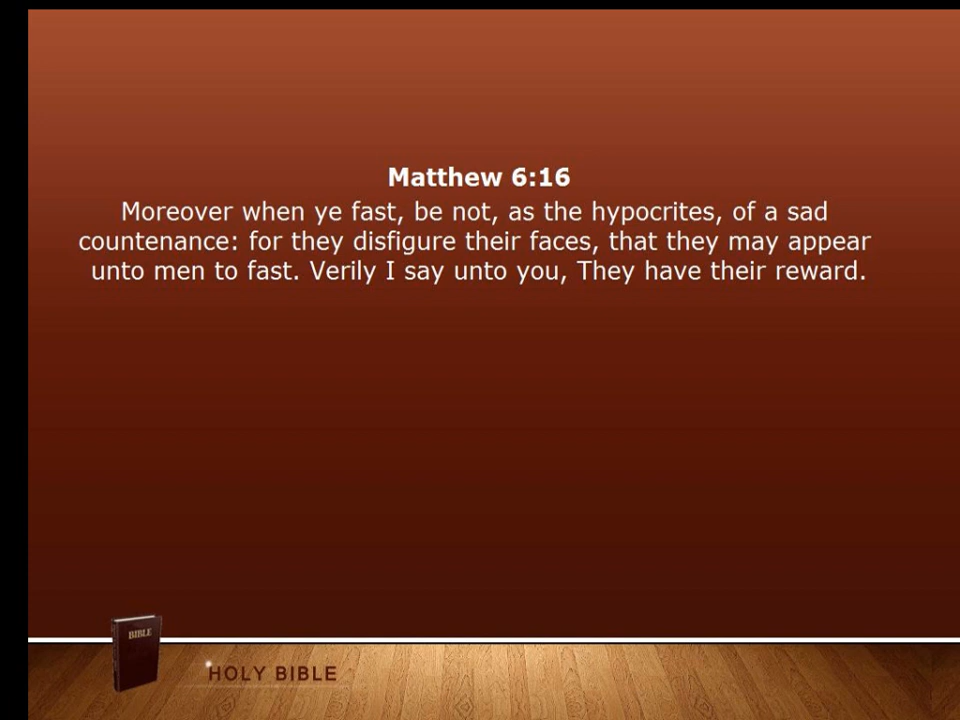 Matthew 6:16
Moreover when ye fast, be not, as the hypocrites, of a sad
countenance: for they disfigure their faces, that they may appear
unto men to fast. Verily I say unto you, They have their reward.
BIBLE
HOLY BIBLE